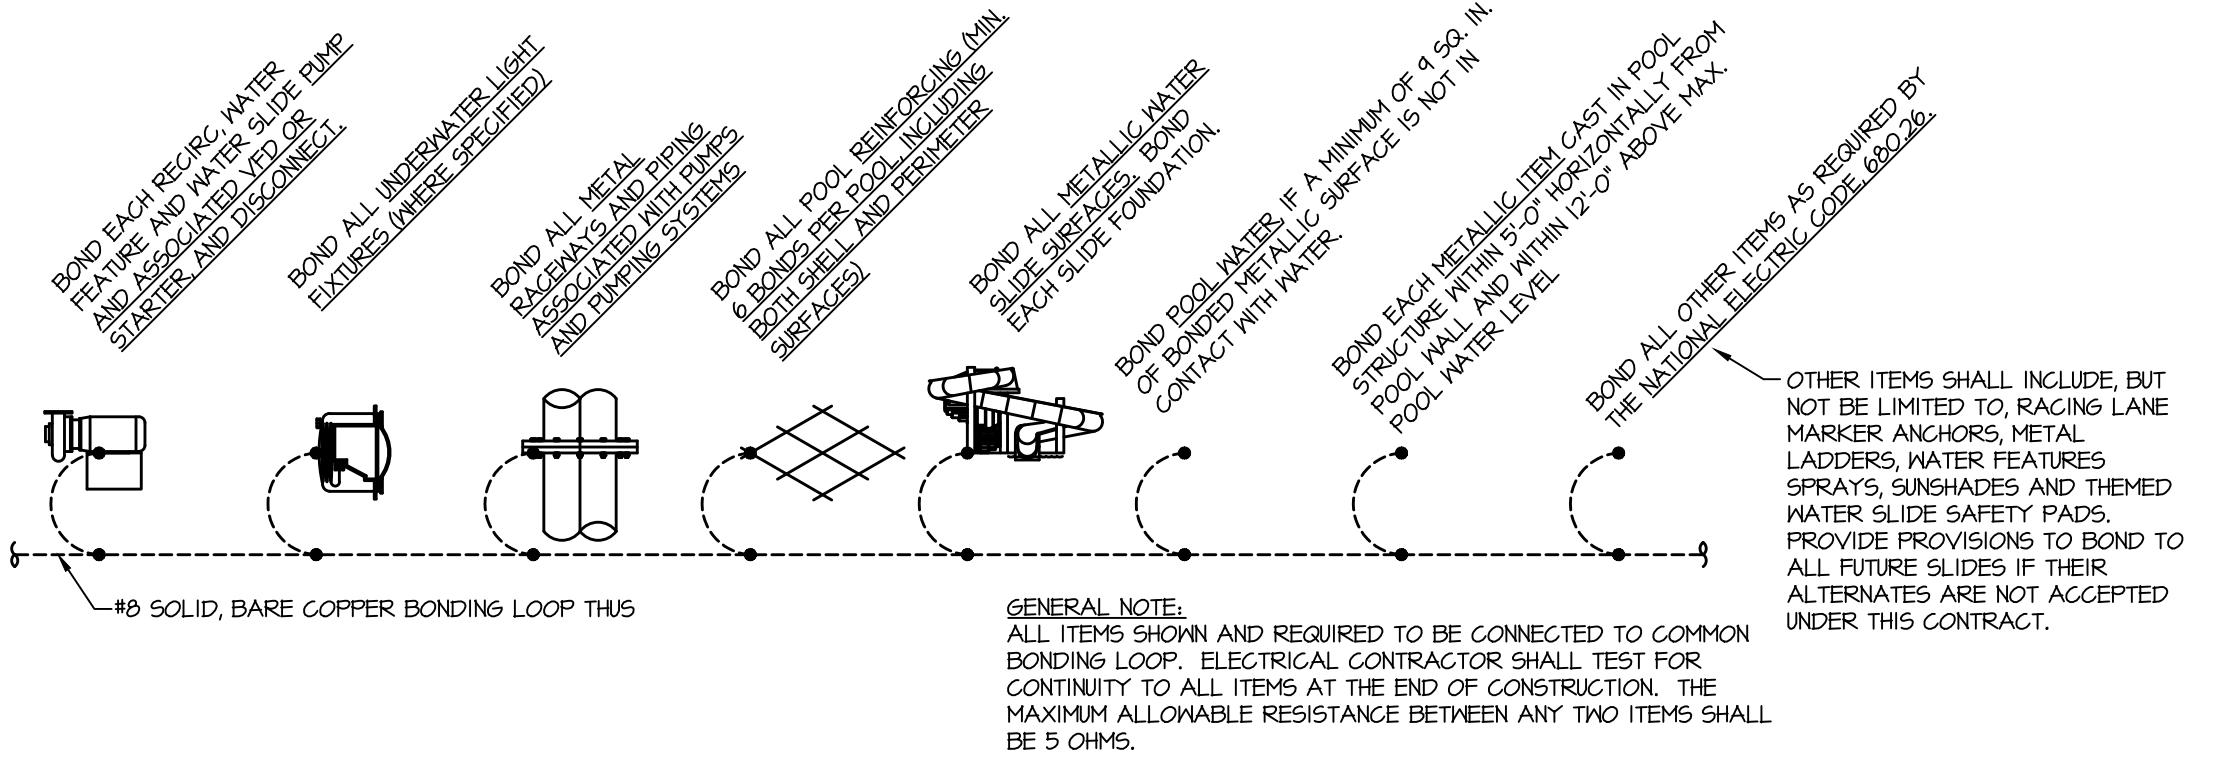 BOND EACH RECIRC, WATER
FEATURE AND WATER SLIDE PUMP
AND ASSOCIATED VFD OR
STARTER, AND DISCONNECT.
BOND ALL UNDERWATER LIGHT
FIXTURES (WHERE SPECIFIED)
BOND ALL METAL
RACEWAYS AND PIPING
ASSOCIATED WITH PUMPS
AND PUMPING SYSTEMS
BOND ALL POOL REINFORCING (MIN.
6 BONDS PER POOL, INCLUDING
BOTH SHELL AND PERIMETER
SURFACES)
BOND ALL METALLIC WATER
SLIDE SURFACES. BOND
EACH SLIDE FOUNDATION.
BOND POOL WATER, IF A MINIMUM OF 9 SQ. IN.
OF BONDED METALLIC SURFACE IS NOT IN
CONTACT WITH WATER.
BOND EACH METALLIC ITEM CAST IN POOL
STRUCTURE WITHIN 5'-0" HORIZONTALLY FROM
POOL WALL AND WITHIN 12'-0" ABOVE MAX.
POOL WATER LEVEL
BOND ALL OTHER ITEMS AS REQUIRED BY
THE NATIONAL ELECTRIC CODE, 680.26.
OTHER ITEMS SHALL INCLUDE, BUT
NOT BE LIMITED TO, RACING LANE
MARKER ANCHORS, METAL
LADDERS, WATER FEATURES
SPRAYS, SUNSHADES AND THEMED
WATER SLIDE SAFETY PADS.
PROVIDE PROVISIONS TO BOND TO
ALL FUTURE SLIDES IF THEIR
ALTERNATES ARE NOT ACCEPTED
UNDER THIS CONTRACT.
#8 SOLID, BARE COPPER BONDING LOOP THUS
GENERAL NOTE:
ALL ITEMS SHOWN AND REQUIRED TO BE CONNECTED TO COMMON
BONDING LOOP. ELECTRICAL CONTRACTOR SHALL TEST FOR
CONTINUITY TO ALL ITEMS AT THE END OF CONSTRUCTION. THE
MAXIMUM ALLOWABLE RESISTANCE BETWEEN ANY TWO ITEMS SHALL
BE 5 OHMS.